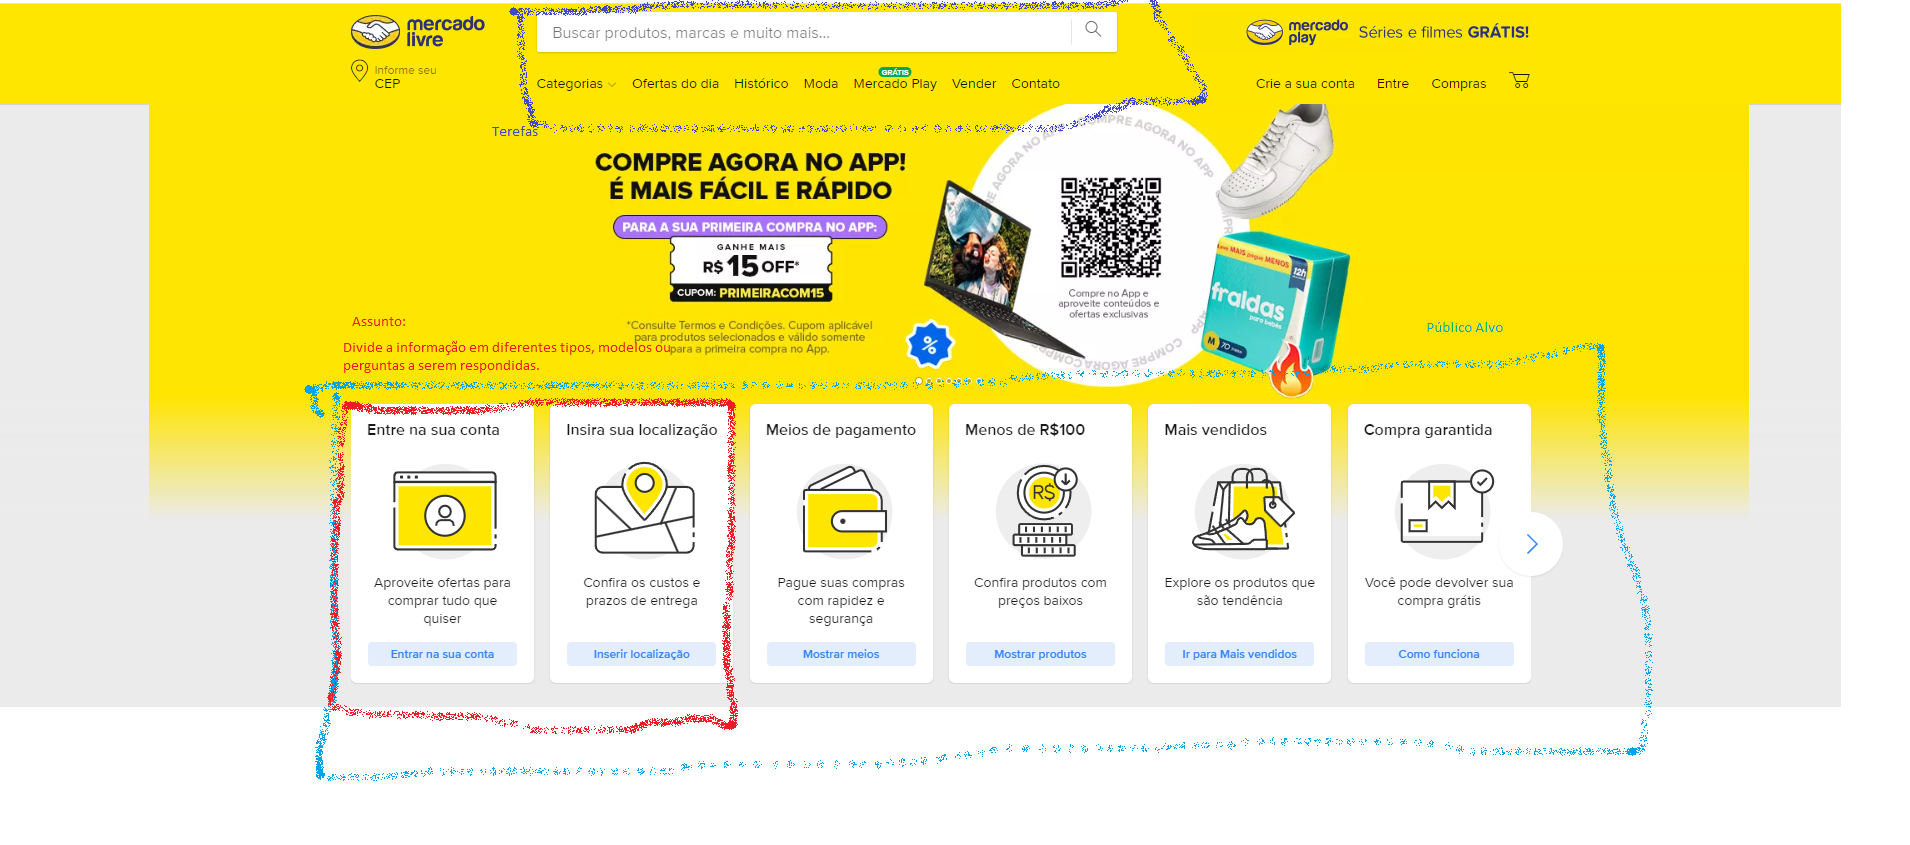 mercado
livre
Buscar produtos, marcas e muito mais...
mercado
play
Séries e filmes GRÁTIS!
Informe seu
CEP
GRÁTIS
Categorias Ofertas do dia Histórico Moda Mercado Play Vender Contato
Crie a sua conta Entre Compras
Terefas
COMPRE AGORA NO APP!
É MAIS FÁCIL E RÁPIDO
PARA A SUA PRIMEIRA COMPRA NO APP:
GANHE MAIS
R$ 15 OFF*
CUPOM: PRIMEIRACOM15
*Consulte Termos e Condições. Cupom aplicável
para produtos selecionados e válido somente
para a primeira compra no App.
%
COMPRE AGORA NO APP
Compre no App e
aproveite conteúdos e
ofertas exclusivas
leve MAIS pague MENOS
12h
fraldas
para bebês
M 70
Assunto:
Divide a informação em diferentes tipos, modelos ou
perguntas a serem respondidas.
Público Alvo
Entre na sua conta
Aproveite ofertas para
comprar tudo que
quiser
Entrar na sua conta
Insira sua localização
Confira os custos e
prazos de entrega
Inserir localização
Meios de pagamento
Pague suas compras
com rapidez e
segurança
Mostrar meios
Menos de R$100
R$
Confira produtos com
preços baixos
Mostrar produtos
Mais vendidos
Explore os produtos que
são tendência
Ir para Mais vendidos
Compra garantida
Você pode devolver sua
compra grátis
Como funciona